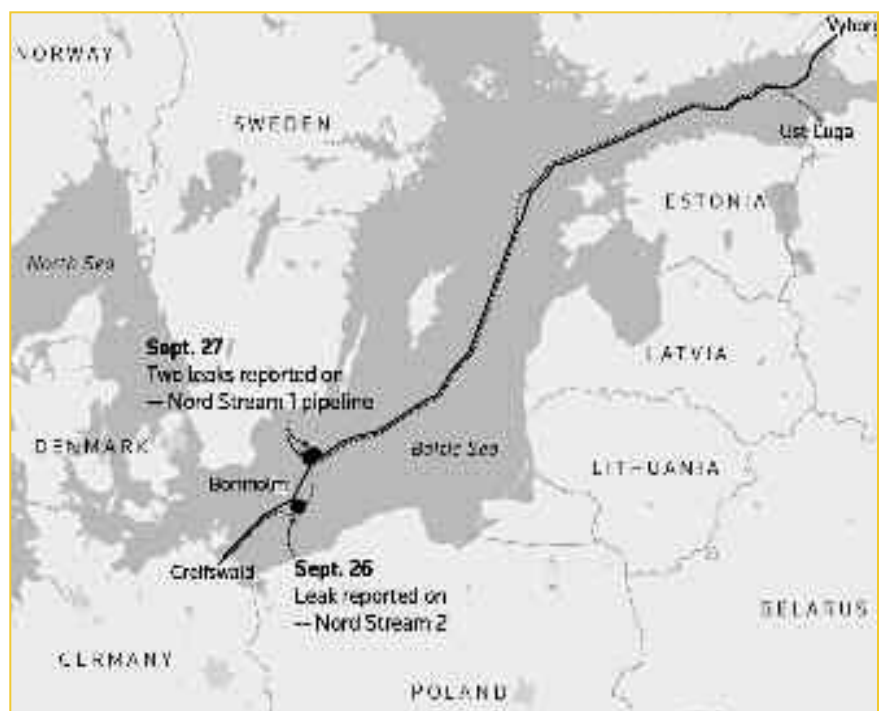 NORWAY
Vyborg
SWEDEN
Ust Luga
ESTONIA
North Sea
Sept. 27
Two leaks reported on
— Nord Stream 1 pipeline
LATVIA
DENMARK
Baltic Sea
LITHUANIA
Bornholm
Greifswald
Sept. 26
Leak reported on
-- Nord Stream 2
BELARUS
GERMANY
POLAND